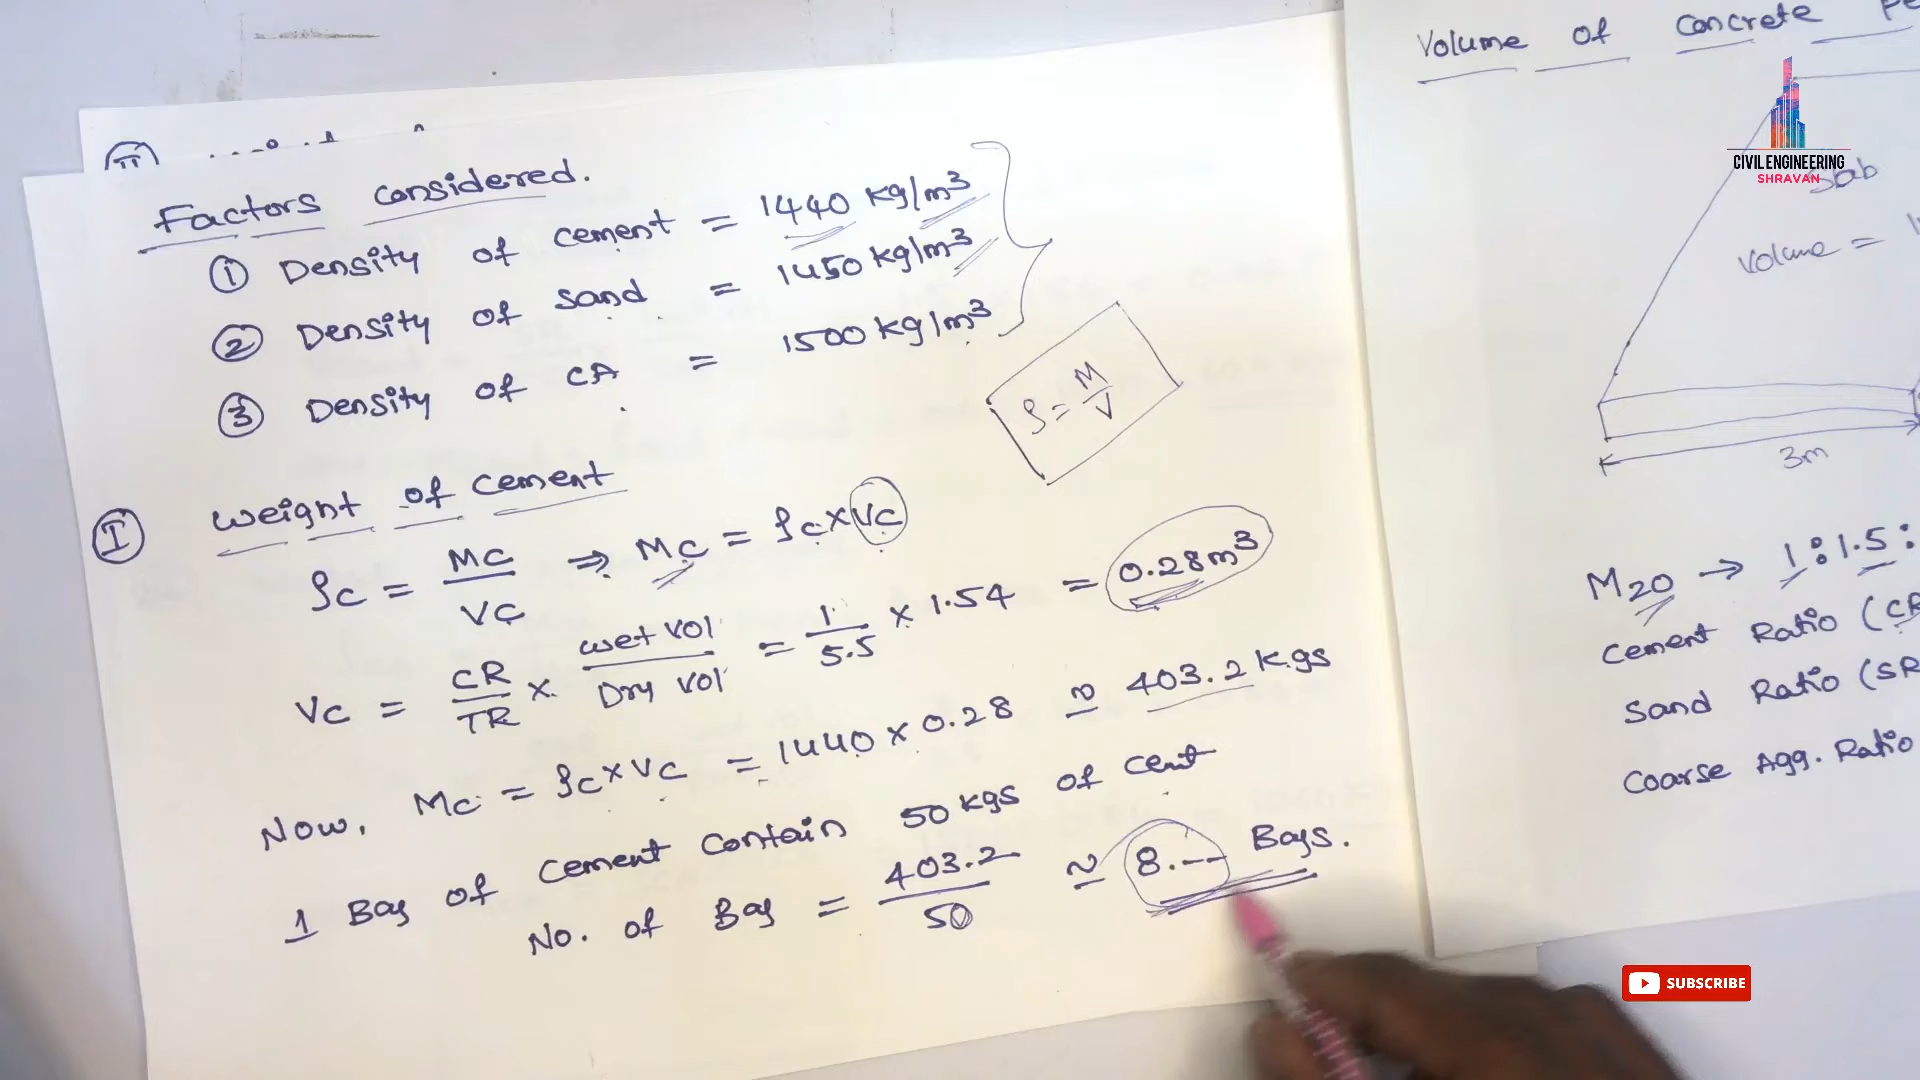 Factors considered.
① Density of cement = 1440 kg/m³
② Density of sand = 1450 kg/m³
③ Density of CA = 1500 kg/m³
ρ = M/V
Ⓘ Weight of cement
ρc = Mc/Vc ⇒ Mc = ρc × Vc
Vc = CR/TR × wet vol/Dry vol = 1/5.5 × 1.54 = 0.28m³
Now, Mc = ρc × Vc = 1440 × 0.28 ≈ 403.2 kgs
1 Bag of cement contain 50 kgs of cent
No. of Bag = 403.2/50 ≈ 8.-- Bags.
Volume of concrete
Slab
Volume =
3m
M20 → 1:1.5:
Cement Ratio (CR
Sand Ratio (SR
Coarse Agg. Ratio
CIVIL ENGINEERING
SHRAVAN
SUBSCRIBE